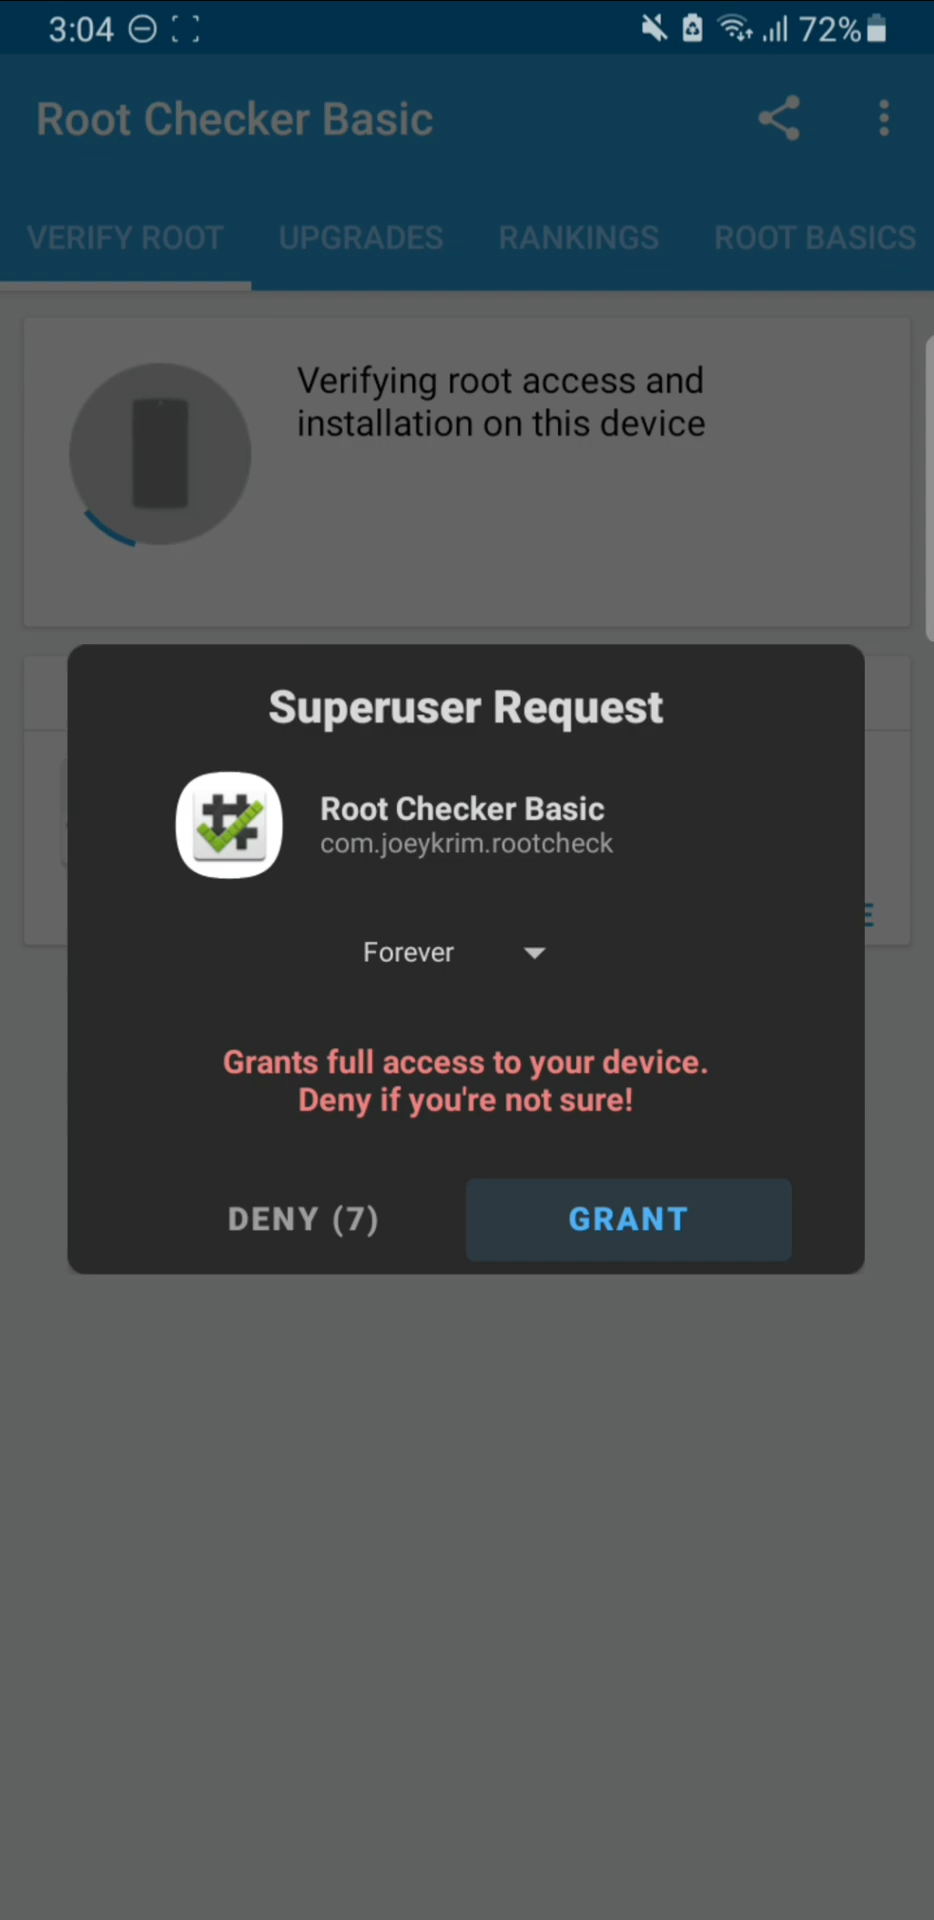 3:04 72%
Root Checker Basic
VERIFY ROOT UPGRADES RANKINGS ROOT BASICS
Verifying root access and
installation on this device
Superuser Request
Root Checker Basic
com.joeykrim.rootcheck
E
Forever
Grants full access to your device.
Deny if you're not sure!
DENY (7) GRANT